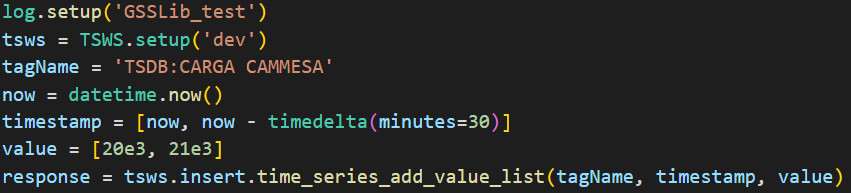 log.setup('GSSLib_test')
tsws = TSWS.setup('dev')
tagName = 'TSDB:CARGA CAMMESA'
now = datetime.now()
timestamp = [now, now - timedelta(minutes=30)]
value = [20e3, 21e3]
response = tsws.insert.time_series_add_value_list(tagName, timestamp, value)